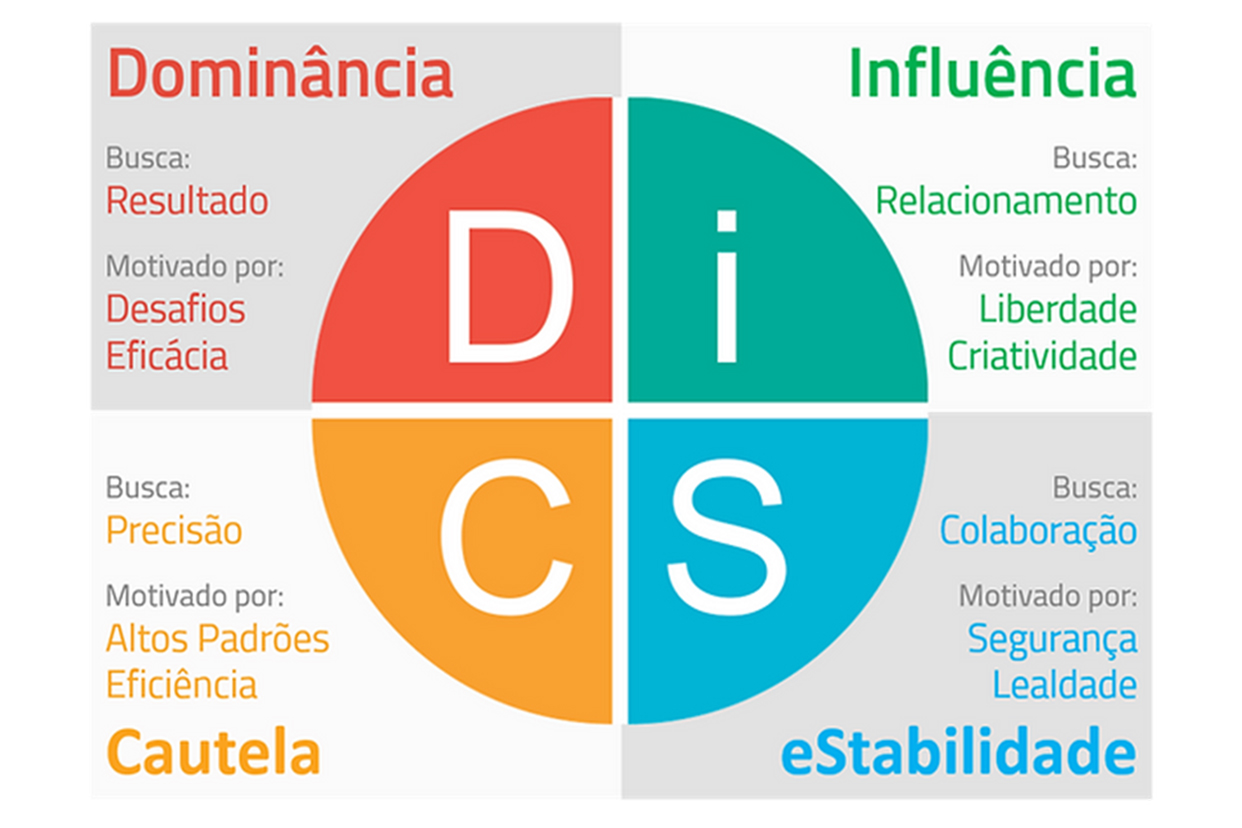 Dominância
Busca:
Resultado
Motivado por:
Desafios
Eficácia
Influência
Busca:
Relacionamento
Motivado por:
Liberdade
Criatividade
D
i
C
S
Busca:
Precisão
Motivado por:
Altos Padrões
Eficiência
Cautela
Busca:
Colaboração
Motivado por:
Segurança
Lealdade
eStabilidade